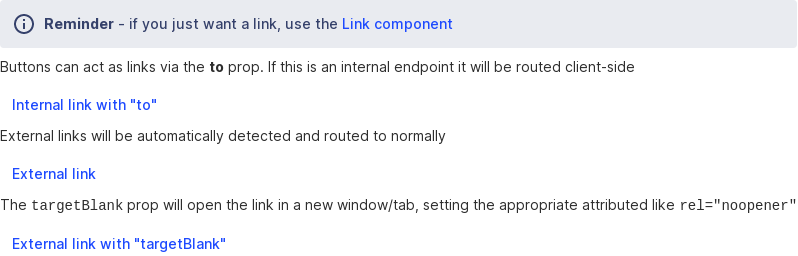 Reminder - if you just want a link, use the Link component
Buttons can act as links via the to prop. If this is an internal endpoint it will be routed client-side
Internal link with "to"
External links will be automatically detected and routed to normally
External link
The targetBlank prop will open the link in a new window/tab, setting the appropriate attributed like rel="noopener"
External link with "targetBlank"